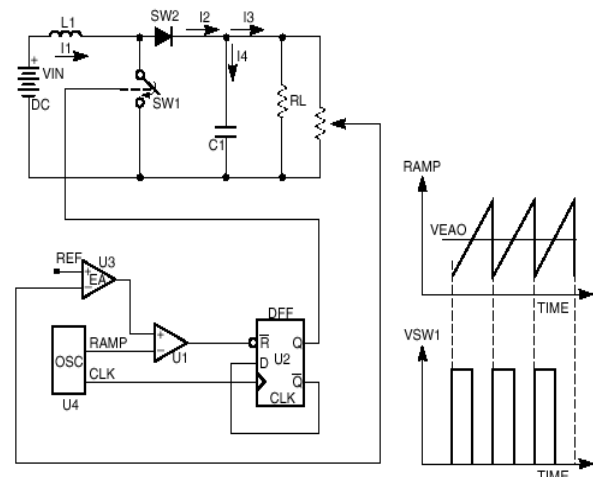 SW2
L1
I2
I3
I1
I4
+
VIN
DC
SW1
C1
RL
RAMP
VEAO
TIME
REF
U3
+
EA
−
DFF
OSC
RAMP
+
−
U1
R
Q
D
U2
CLK
Q
CLK
U4
VSW1
TIME